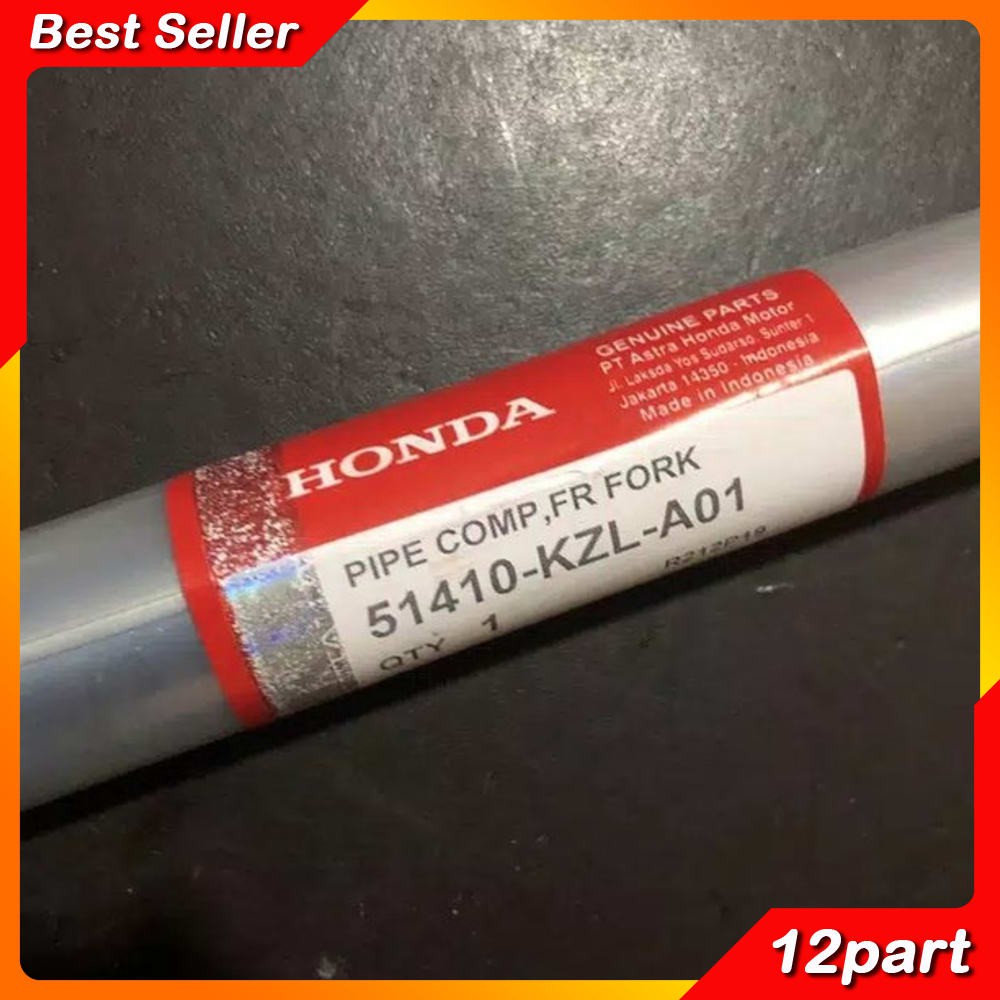 Best Seller
GENUINE PARTS
PT Astra Honda Motor
Jl. Laksda Yos Sudarso, Sunter 1
Jakarta 14350 - Indonesia
Made in Indonesia
HONDA
PIPE COMP,FR FORK
51410-KZL-A01
R212P19
QTY 1
12part